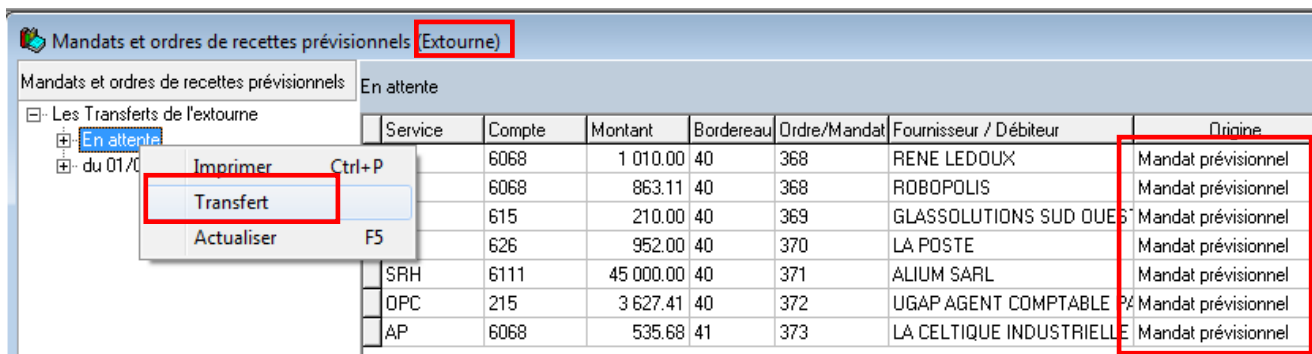 Mandats et ordres de recettes prévisionnels (Extourne)
Mandats et ordres de recettes prévisionnels
En attente
Les Transferts de l'extourne
En attente
du 01/0
Imprimer Ctrl+P
Transfert
Actualiser F5
Service Compte Montant Bordereau Ordre/Mandat Fournisseur / Débiteur Origine
6068 1 010.00 40 368 RENE LEDOUX Mandat prévisionnel
6068 863.11 40 368 ROBOPOLIS Mandat prévisionnel
615 210.00 40 369 GLASSOLUTIONS SUD OUEST Mandat prévisionnel
626 952.00 40 370 LA POSTE Mandat prévisionnel
SRH 6111 45 000.00 40 371 ALIUM SARL Mandat prévisionnel
OPC 215 3 627.41 40 372 UGAP AGENT COMPTABLE Mandat prévisionnel
AP 6068 535.68 41 373 LA CELTIQUE INDUSTRIELLE Mandat prévisionnel